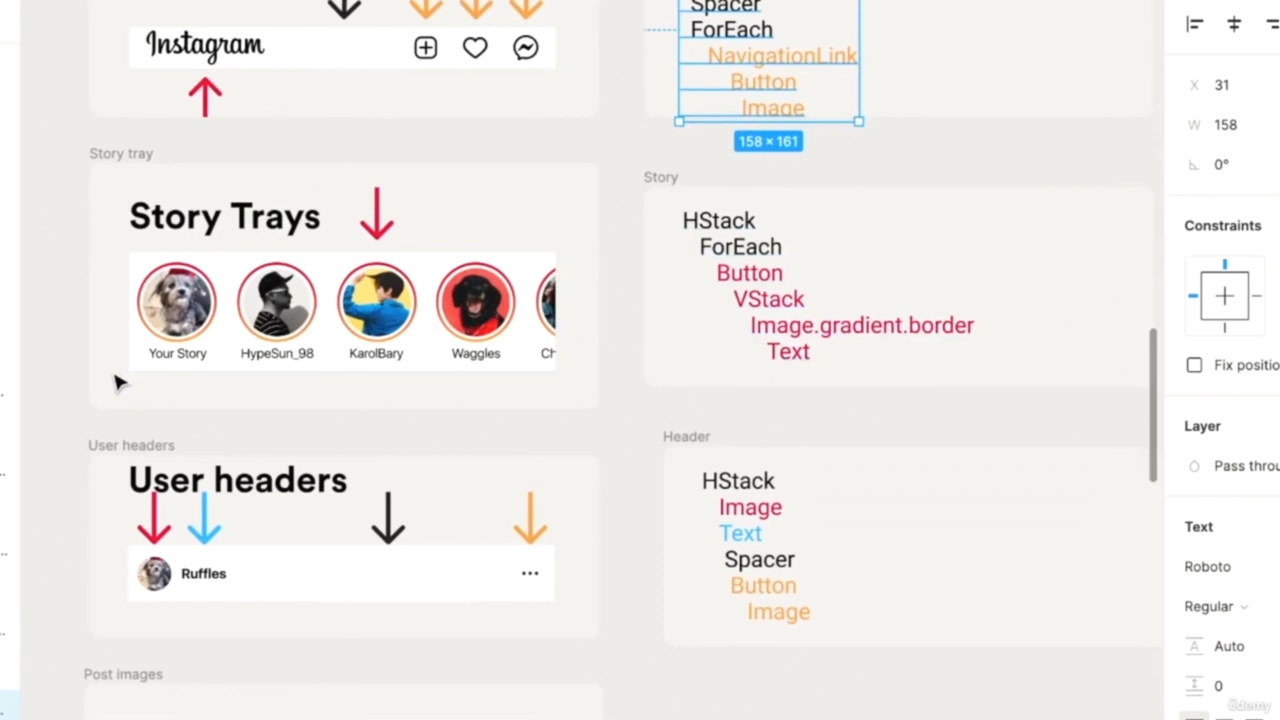 Spacer
ForEach
NavigationLink
Button
Image
158 × 161
Instagram
Story tray
Story Trays
Your Story
HypeSun_98
KarolBary
Waggles
Ch
Story
HStack
ForEach
Button
VStack
Image.gradient.border
Text
User headers
User headers
Ruffles
Header
HStack
Image
Text
Spacer
Button
Image
Post images
X 31
W 158
0°
Constraints
Fix positio
Layer
Pass throu
Text
Roboto
Regular
A Auto
0
ûdemy